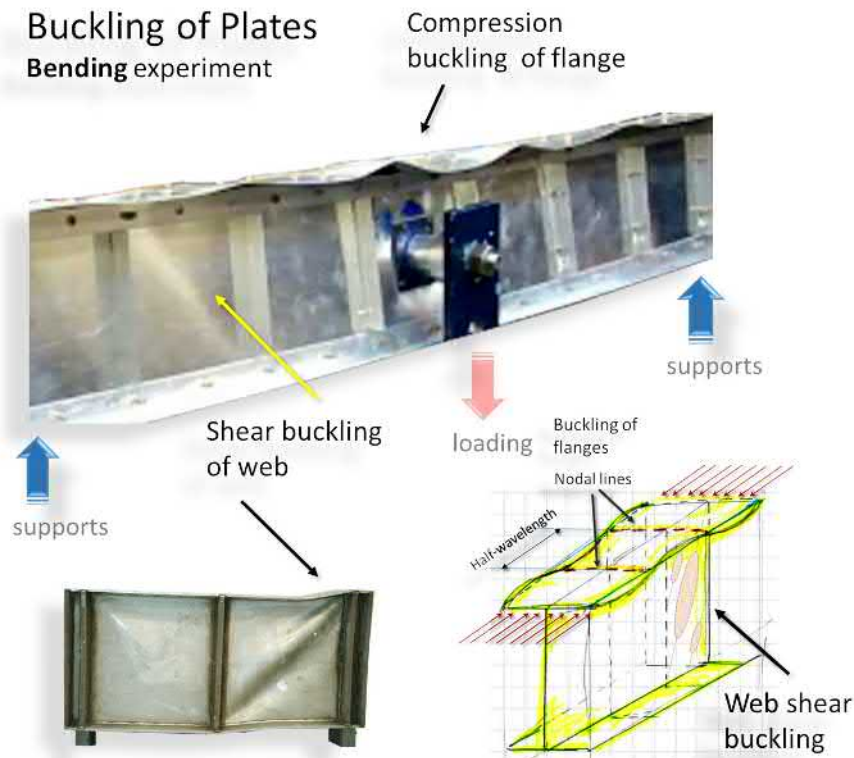 Buckling of Plates
Bending experiment
Compression
buckling of flange
supports
Shear buckling
of web
loading
supports
Buckling of
flanges
Nodal lines
Half-wavelength
Web shear
buckling